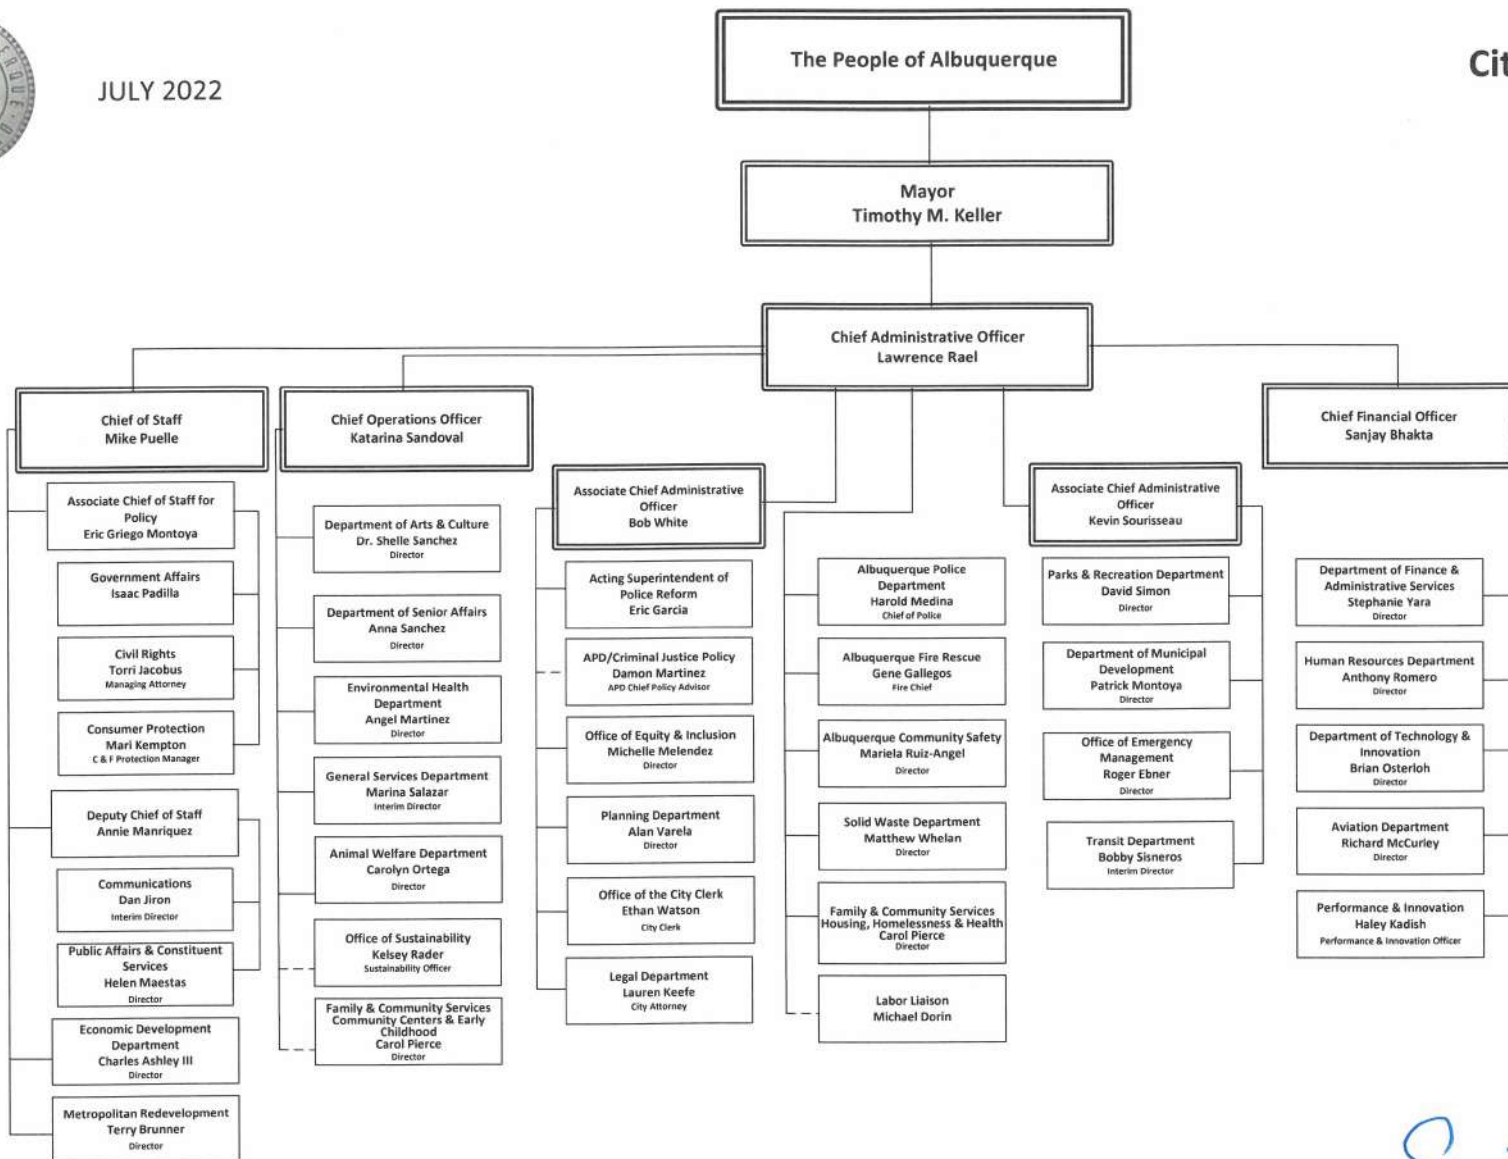 JULY 2022
The People of Albuquerque
Cit
Mayor
Timothy M. Keller
Chief Administrative Officer
Lawrence Rael
Chief of Staff
Mike Puelle
Associate Chief of Staff for
Policy
Eric Griego Montoya
Government Affairs
Isaac Padilla
Civil Rights
Torri Jacobus
Managing Attorney
Consumer Protection
Mari Kempton
C & F Protection Manager
Deputy Chief of Staff
Annie Manriquez
Communications
Dan Jiron
Interim Director
Public Affairs & Constituent
Services
Helen Maestas
Director
Economic Development
Department
Charles Ashley III
Director
Metropolitan Redevelopment
Terry Brunner
Director
Chief Operations Officer
Katarina Sandoval
Department of Arts & Culture
Dr. Shelle Sanchez
Director
Department of Senior Affairs
Anna Sanchez
Director
Environmental Health
Department
Angel Martinez
Director
General Services Department
Marina Salazar
Interim Director
Animal Welfare Department
Carolyn Ortega
Director
Office of Sustainability
Kelsey Rader
Sustainability Officer
Family & Community Services
Community Centers & Early
Childhood
Carol Pierce
Director
Associate Chief Administrative
Officer
Bob White
Acting Superintendent of
Police Reform
Eric Garcia
APD/Criminal Justice Policy
Damon Martinez
APD Chief Policy Advisor
Office of Equity & Inclusion
Michelle Melendez
Director
Planning Department
Alan Varela
Director
Office of the City Clerk
Ethan Watson
City Clerk
Legal Department
Lauren Keefe
City Attorney
Albuquerque Police
Department
Harold Medina
Chief of Police
Albuquerque Fire Rescue
Gene Gallegos
Fire Chief
Albuquerque Community Safety
Mariela Ruiz-Angel
Director
Solid Waste Department
Matthew Whelan
Director
Family & Community Services
Housing, Homelessness & Health
Carol Pierce
Director
Labor Liaison
Michael Dorin
Associate Chief Administrative
Officer
Kevin Sourisseau
Parks & Recreation Department
David Simon
Director
Department of Municipal
Development
Patrick Montoya
Director
Office of Emergency
Management
Roger Ebner
Director
Transit Department
Bobby Sisneros
Interim Director
Chief Financial Officer
Sanjay Bhakta
Department of Finance &
Administrative Services
Stephanie Yara
Director
Human Resources Department
Anthony Romero
Director
Department of Technology &
Innovation
Brian Osterloh
Director
Aviation Department
Richard McCurley
Director
Performance & Innovation
Haley Kadish
Performance & Innovation Officer